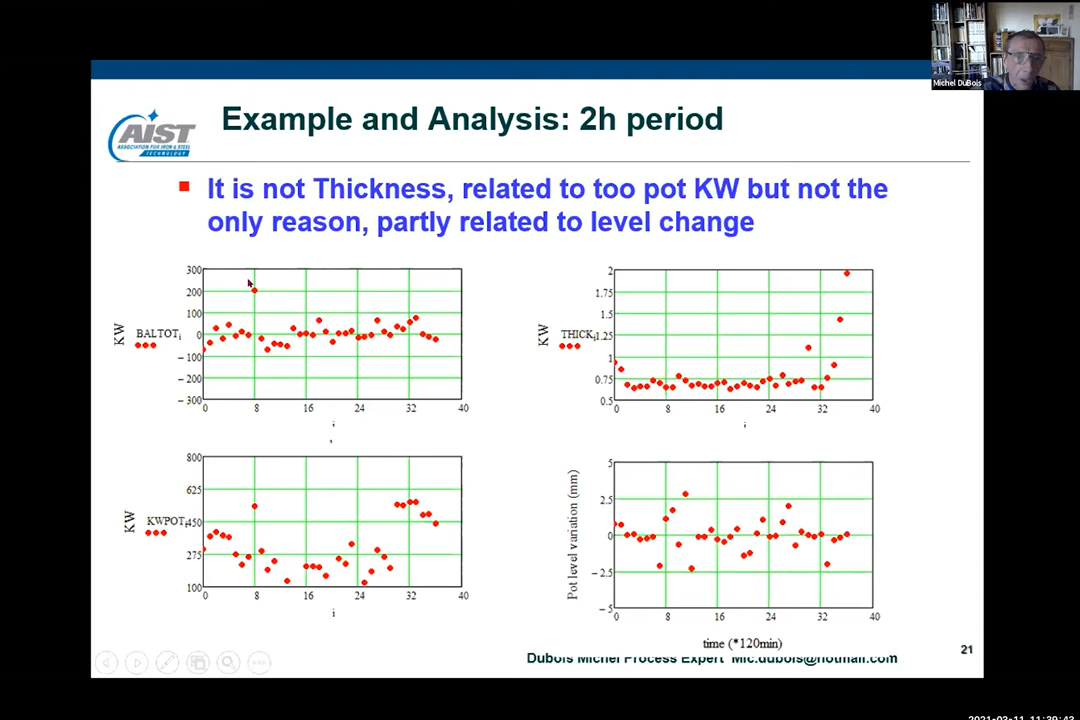 Michel DuBois
AIST
ASSOCIATION FOR IRON & STEEL
TECHNOLOGY
Example and Analysis: 2h period
It is not Thickness, related to too pot KW but not the
only reason, partly related to level change
300
200
100
0
−100
−200
−300
KW
BALTOTi
0 8 16 24 32 40
i
2
1.75
1.5
1.25
1
0.75
0.5
KW
THICKi
0 8 16 24 32 40
i
800
625
450
275
100
KW
KWPOTi
0 8 16 24 32 40
i
5
2.5
0
−2.5
−5
Pot level variation (mm)
0 8 16 24 32 40
time (*120min)
Dubois Michel Process Expert Mic.dubois@hotmail.com
21
2021-03-11 11:39:43